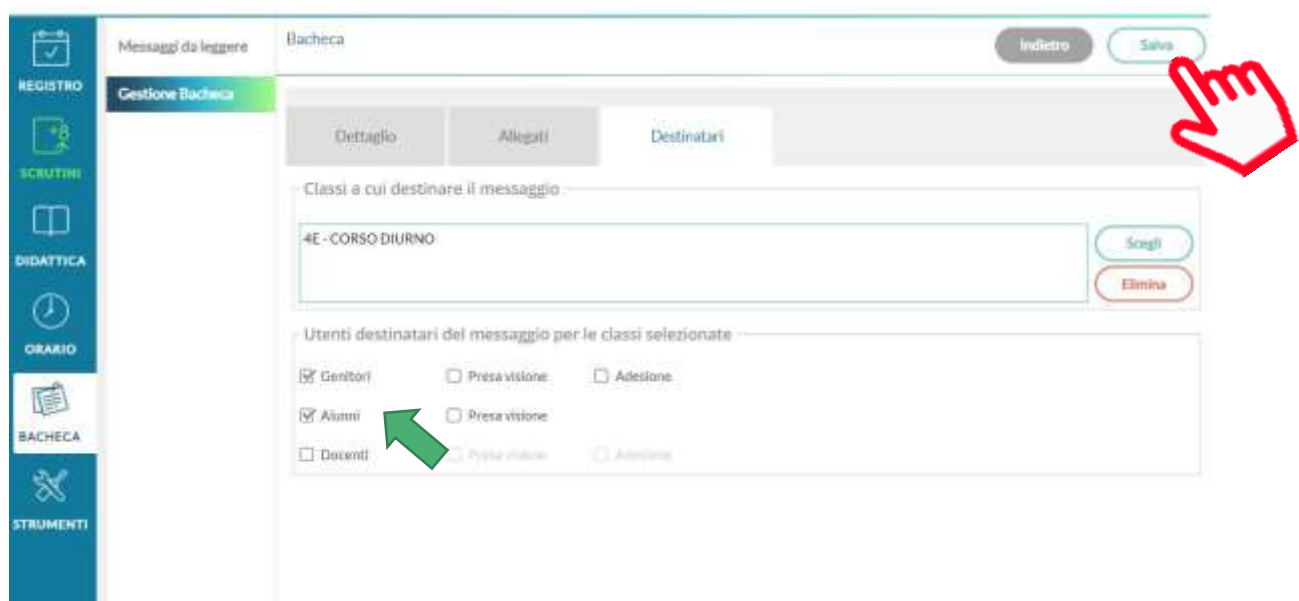 REGISTRO
SCRUTINI
DIDATTICA
ORARIO
BACHECA
STRUMENTI
Messaggi da leggere
Gestione Bacheca
Bacheca
Indietro
Salva
Dettaglio
Allegati
Destinatari
Classi a cui destinare il messaggio
4E - CORSO DIURNO
Scegli
Elimina
Utenti destinatari del messaggio per le classi selezionate
Genitori Presa visione Adesione
Alunni Presa visione
Docenti Presa visione Adesione